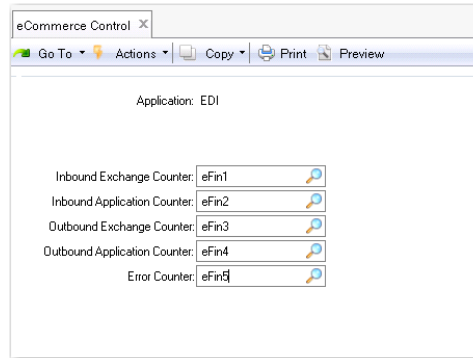 eCommerce Control
Go To Actions Copy Print Preview
Application: EDI
Inbound Exchange Counter: eFin1
Inbound Application Counter: eFin2
Outbound Exchange Counter: eFin3
Outbound Application Counter: eFin4
Error Counter: eFin5